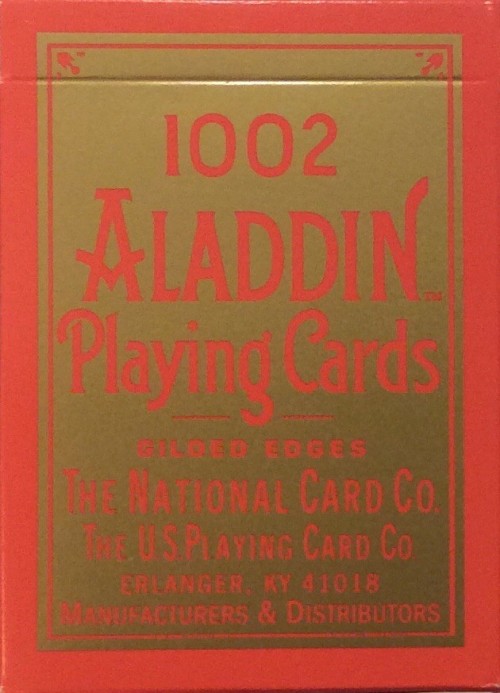 1002
ALADDIN™
Playing Cards
GILDED EDGES
THE NATIONAL CARD CO.
THE U.S. PLAYING CARD CO
ERLANGER, KY 41018
MANUFACTURERS & DISTRIBUTORS